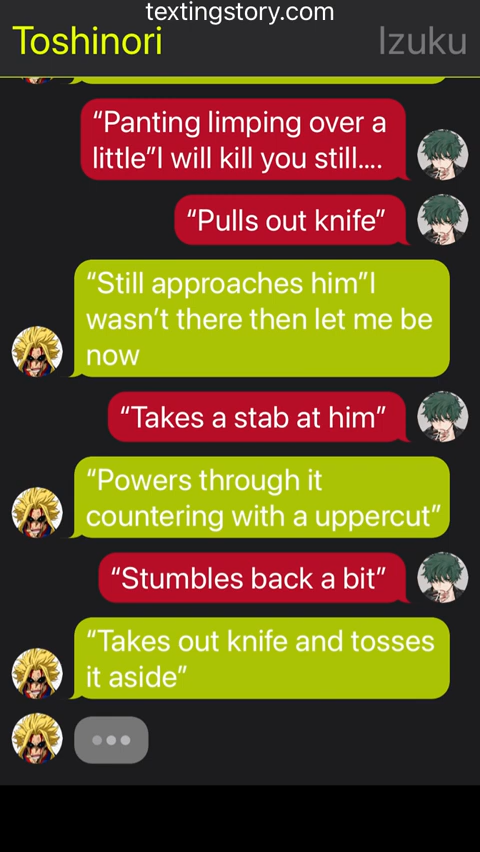 textingstory.com
Toshinori
Izuku
“Panting limping over a
little”I will kill you still....
“Pulls out knife”
“Still approaches him”I
wasn’t there then let me be
now
“Takes a stab at him”
“Powers through it
countering with a uppercut”
“Stumbles back a bit”
“Takes out knife and tosses
it aside”